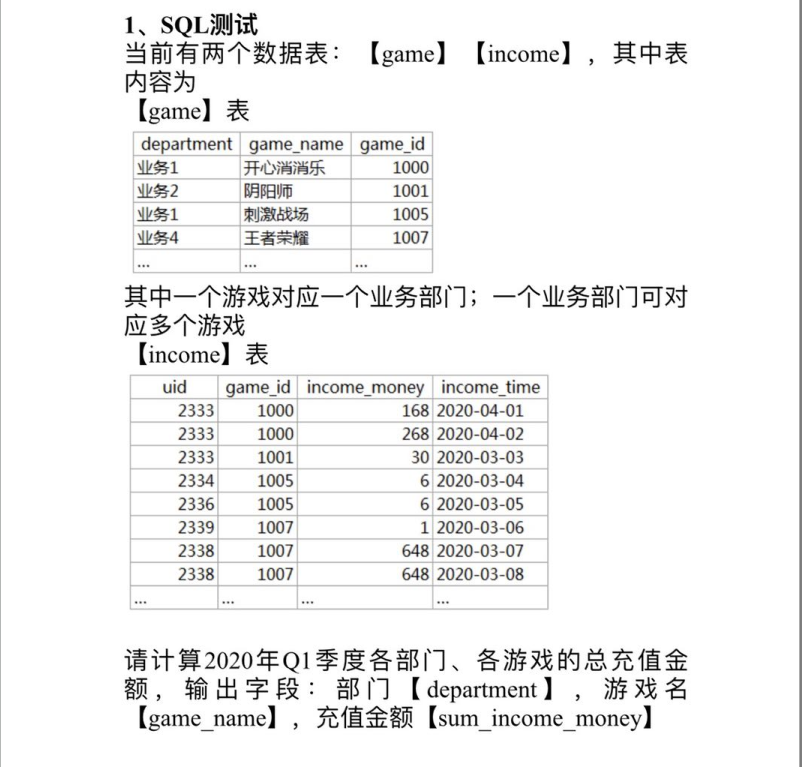 1、SQL测试
当前有两个数据表：【game】【income】，其中表
内容为
【game】表
department game_name game_id
业务1 开心消消乐 1000
业务2 阴阳师 1001
业务1 刺激战场 1005
业务4 王者荣耀 1007
... ... ...
其中一个游戏对应一个业务部门；一个业务部门可对
应多个游戏
【income】表
uid game_id income_money income_time
2333 1000 168 2020-04-01
2333 1000 268 2020-04-02
2333 1001 30 2020-03-03
2334 1005 6 2020-03-04
2336 1005 6 2020-03-05
2339 1007 1 2020-03-06
2338 1007 648 2020-03-07
2338 1007 648 2020-03-08
... ... ... ...
请计算2020年Q1季度各部门、各游戏的总充值金
额，输出字段：部门【department】，游戏名
【game_name】，充值金额【sum_income_money】